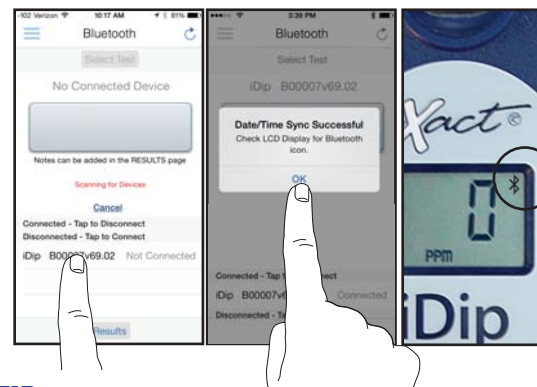 -102 Verizon 10:17 AM 81%
Bluetooth
Select Test
No Connected Device
Notes can be added in the RESULTS page
Scanning for Devices
Cancel
Connected - Tap to Disconnect
Disconnected - Tap to Connect
iDip B00007v69.02 Not Connected
Results
3:39 PM
Bluetooth
Select Test
iDip B00007v69.02
Date/Time Sync Successful
Check LCD Display for Bluetooth
icon.
OK
Connected - Tap
iDip Connected
Disconnected
Xact®
0
PPM
iDip